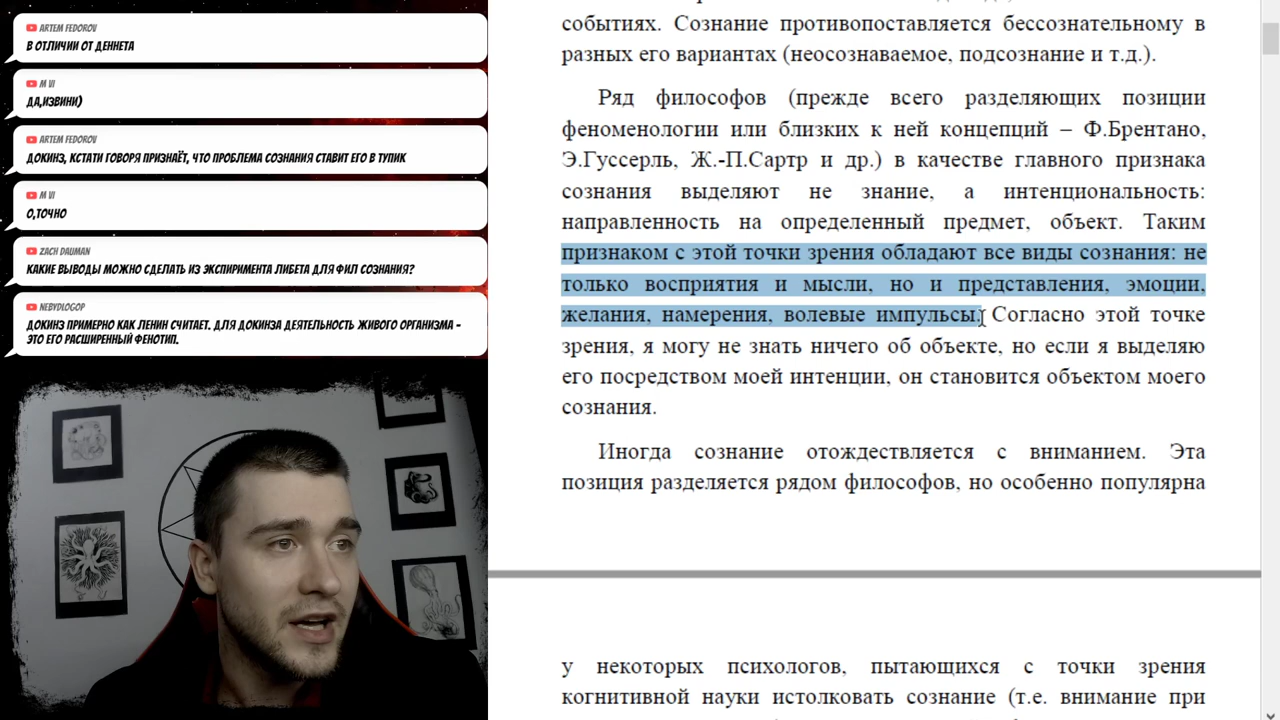 ARTEM FEDOROV
В ОТЛИЧИИ ОТ ДЕННЕТА
M VI
ДА,ИЗВИНИ)
ARTEM FEDOROV
ДОКИНЗ, КСТАТИ ГОВОРЯ ПРИЗНАЁТ, ЧТО ПРОБЛЕМА СОЗНАНИЯ СТАВИТ ЕГО В ТУПИК
M VI
О,ТОЧНО
ZACH DAUMAN
КАКИЕ ВЫВОДЫ МОЖНО СДЕЛАТЬ ИЗ ЭКСПИРИМЕНТА ЛИБЕТА ДЛЯ ФИЛ СОЗНАНИЯ?
NEBYDLOGOP
ДОКИНЗ ПРИМЕРНО КАК ЛЕНИН СЧИТАЕТ. ДЛЯ ДОКИНЗА ДЕЯТЕЛЬНОСТЬ ЖИВОГО ОРГАНИЗМА -
ЭТО ЕГО РАСШИРЕННЫЙ ФЕНОТИП.
событиях. Сознание противопоставляется бессознательному в
разных его вариантах (неосознаваемое, подсознание и т.д.).
Ряд философов (прежде всего разделяющих позиции
феноменологии или близких к ней концепций – Ф.Брентано,
Э.Гуссерль, Ж.-П.Сартр и др.) в качестве главного признака
сознания выделяют не знание, а интенциональность:
направленность на определенный предмет, объект. Таким
признаком с этой точки зрения обладают все виды сознания: не
только восприятия и мысли, но и представления, эмоции,
желания, намерения, волевые импульсы. Согласно этой точке
зрения, я могу не знать ничего об объекте, но если я выделяю
его посредством моей интенции, он становится объектом моего
сознания.
Иногда сознание отождествляется с вниманием. Эта
позиция разделяется рядом философов, но особенно популярна
у некоторых психологов, пытающихся с точки зрения
когнитивной науки истолковать сознание (т.е. внимание при